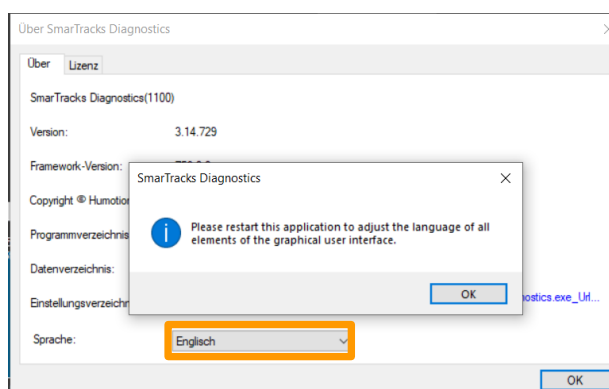 Über SmarTracks Diagnostics
Über
Lizenz
SmarTracks Diagnostics(1100)
Version: 3.14.729
Framework-Version:
Copyright © Humotion
Programmverzeichnis
Datenverzeichnis:
Einstellungsverzeichn
SmarTracks Diagnostics
Please restart this application to adjust the language of all
elements of the graphical user interface.
OK
ostics.exe_Url...
Sprache: Englisch
OK